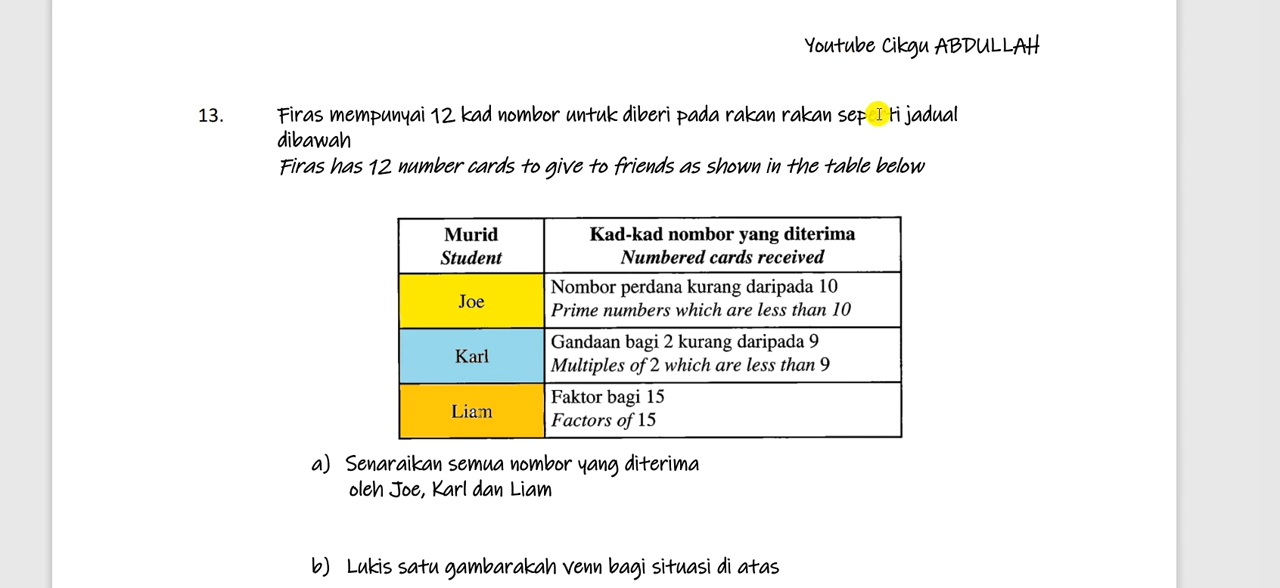 Youtube Cikgu ABDULLAH
13. Firas mempunyai 12 kad nombor untuk diberi pada rakan rakan seperti jadual
dibawah
Firas has 12 number cards to give to friends as shown in the table below
Murid
Student
Kad-kad nombor yang diterima
Numbered cards received
Joe
Nombor perdana kurang daripada 10
Prime numbers which are less than 10
Karl
Gandaan bagi 2 kurang daripada 9
Multiples of 2 which are less than 9
Liam
Faktor bagi 15
Factors of 15
a) Senaraikan semua nombor yang diterima
oleh Joe, Karl dan Liam
b) Lukis satu gambarakah venn bagi situasi di atas